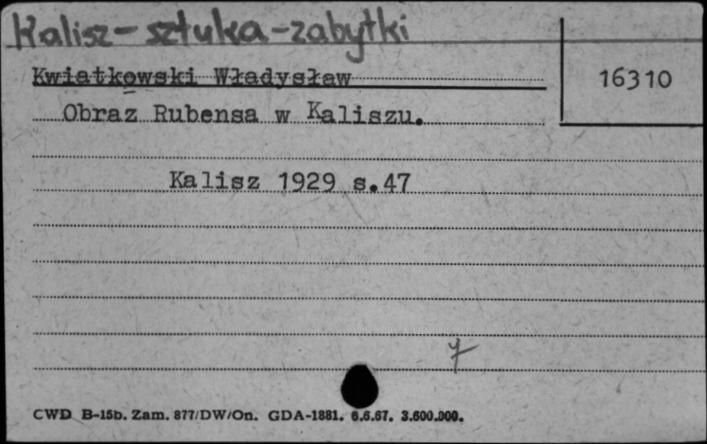 Kalisz - sztuka - zabytki
Kwiatkowski Władysław
16310
Obraz Rubensa w Kaliszu.
Kalisz 1929 s.47
7
CWD B-15b. Zam. 877/DW/On. GDA-1881. 6.6.67. 3.600.000.